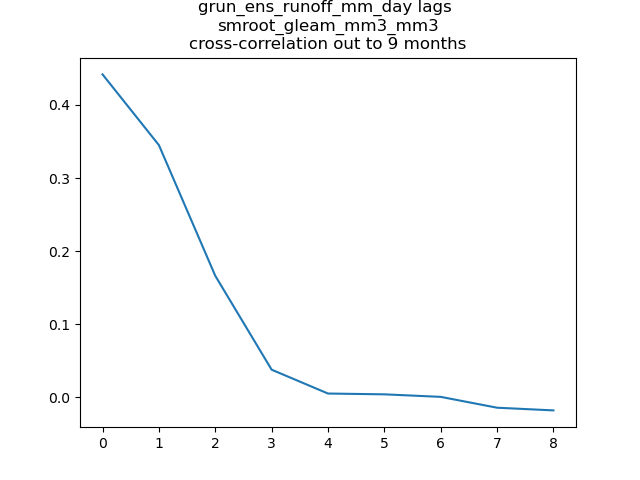 grun_ens_runoff_mm_day lags
smroot_gleam_mm3_mm3
cross-correlation out to 9 months
0.4
0.3
0.2
0.1
0.0
0 1 2 3 4 5 6 7 8